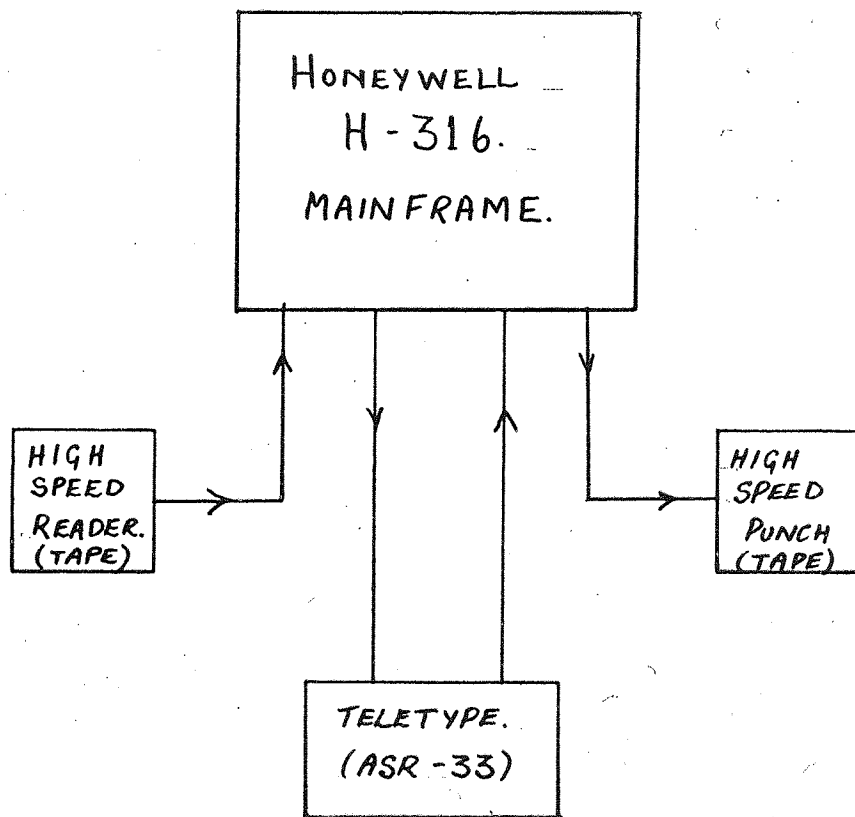 HONEYWELL
H-316.
MAINFRAME.
HIGH
SPEED
READER.
(TAPE)
HIGH
SPEED
PUNCH
(TAPE)
TELETYPE.
(ASR-33)